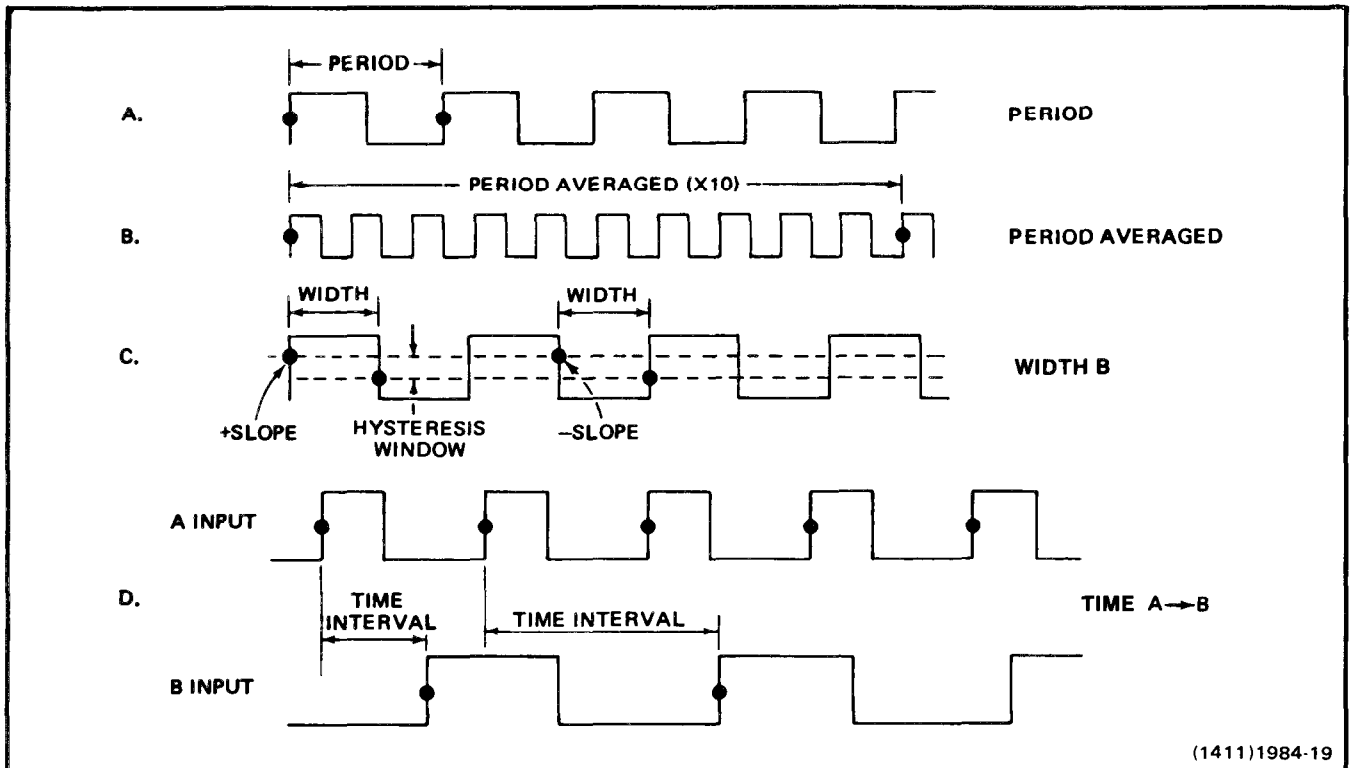 PERIOD
A.
PERIOD
PERIOD AVERAGED (X10)
B.
PERIOD AVERAGED
WIDTH
WIDTH
C.
WIDTH B
+SLOPE
HYSTERESIS
WINDOW
–SLOPE
A INPUT
D.
TIME
INTERVAL
TIME INTERVAL
TIME A→B
B INPUT
(1411)1984-19